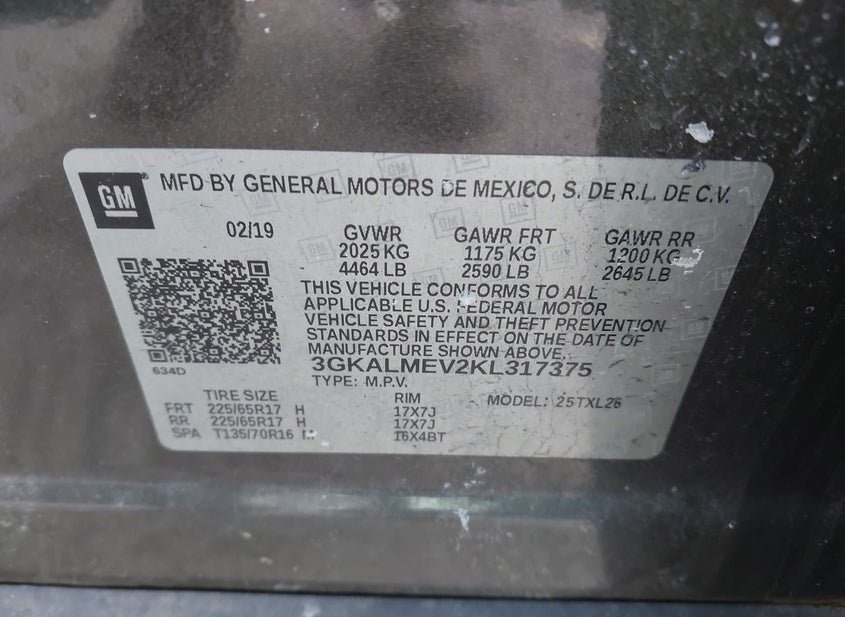 GM
MFD BY GENERAL MOTORS DE MEXICO, S. DE R.L. DE C.V.
02/19 GVWR GAWR FRT GAWR RR
2025 KG 1175 KG 1200 KG
4464 LB 2590 LB 2645 LB
THIS VEHICLE CONFORMS TO ALL
APPLICABLE U.S. FEDERAL MOTOR
VEHICLE SAFETY AND THEFT PREVENTION
STANDARDS IN EFFECT ON THE DATE OF
MANUFACTURE SHOWN ABOVE.
634D
3GKALMEV2KL317375
TYPE: M.P.V. MODEL: 25TXL26
TIRE SIZE RIM
FRT 225/65R17 H 17X7J
RR 225/65R17 H 17X7J
SPA T135/70R16 M 16X4BT